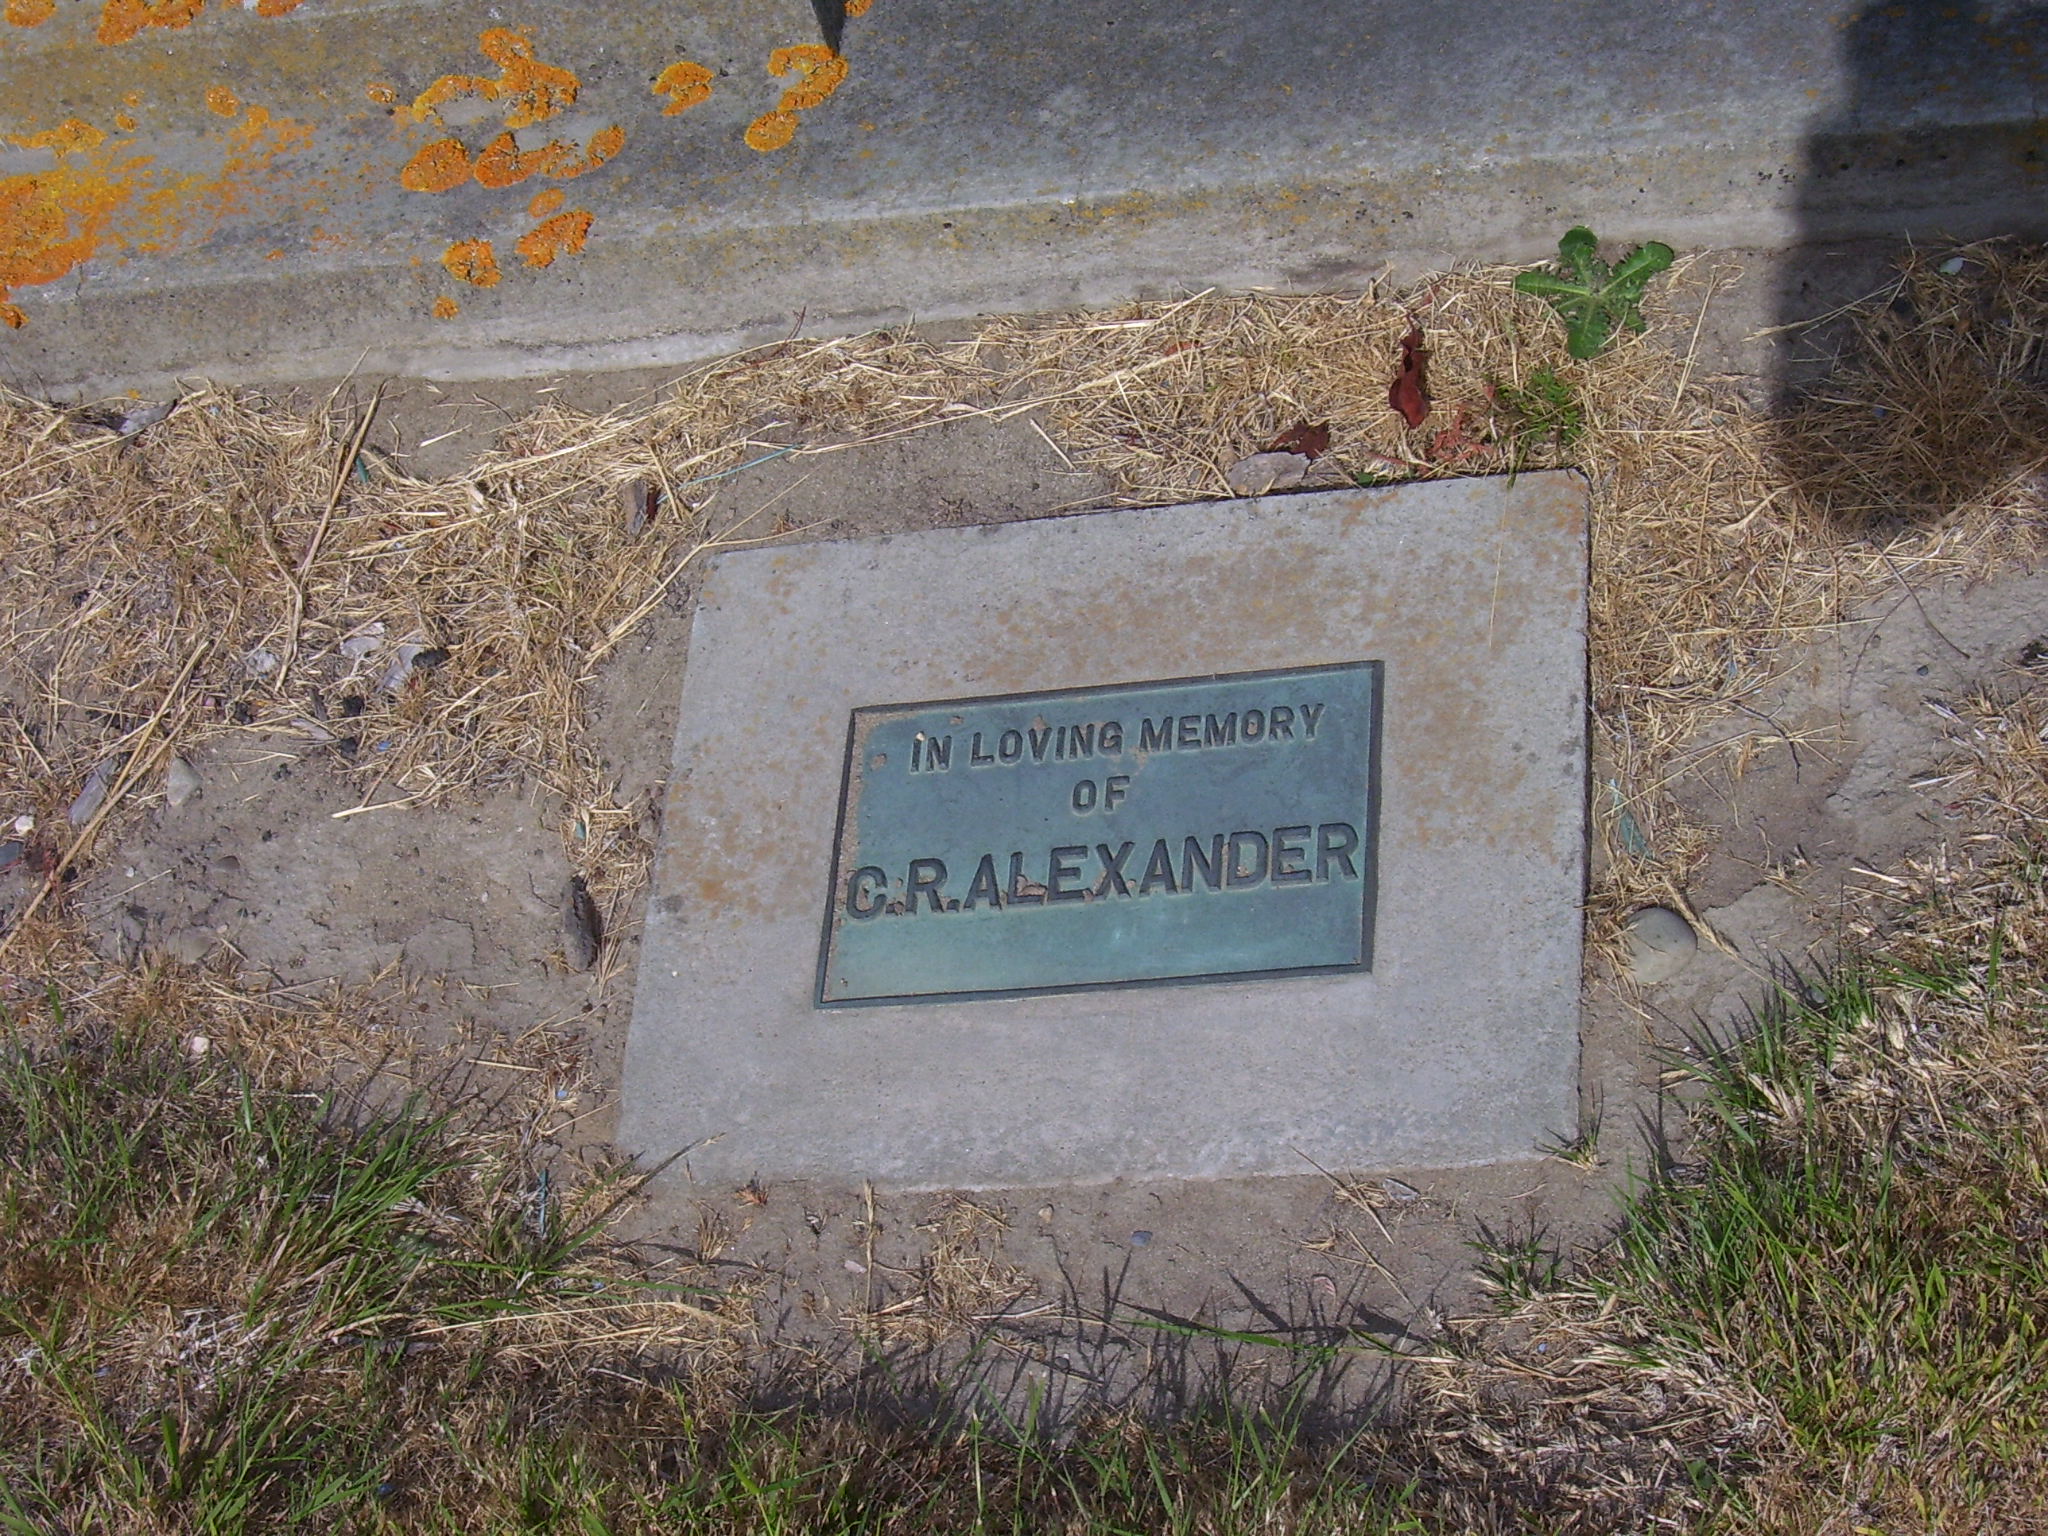 IN LOVING MEMORY
OF
C.R.ALEXANDER